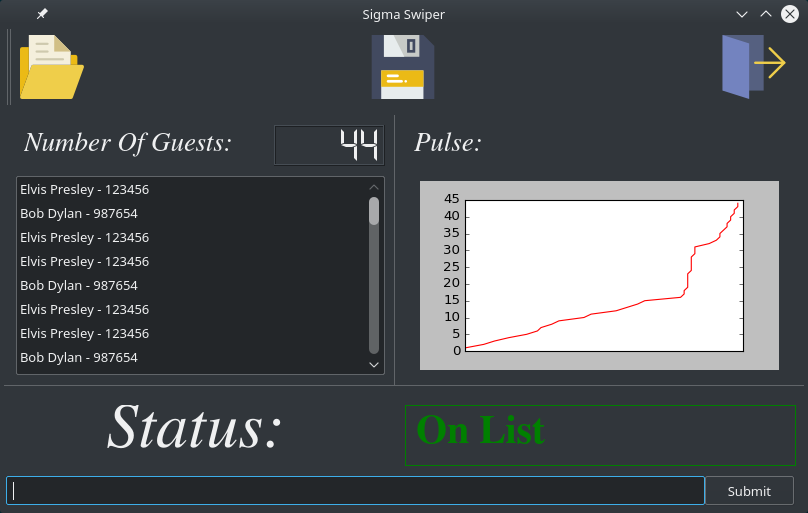 Sigma Swiper
Number Of Guests:
44
Pulse:
Elvis Presley - 123456
Bob Dylan - 987654
Elvis Presley - 123456
Elvis Presley - 123456
Bob Dylan - 987654
Elvis Presley - 123456
Elvis Presley - 123456
Bob Dylan - 987654
45
40
35
30
25
20
15
10
5
0
Status:
On List
Submit